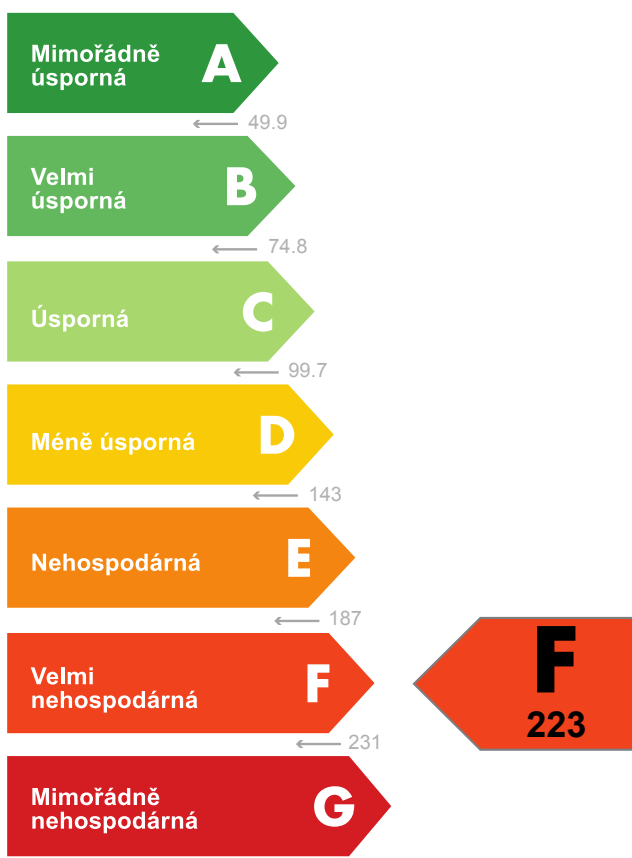 Mimořádně
úsporná
A
49.9
Velmi
úsporná
B
74.8
Úsporná
C
99.7
Méně úsporná
D
143
Nehospodárná
E
187
Velmi
nehospodárná
F
F
223
231
Mimořádně
nehospodárná
G